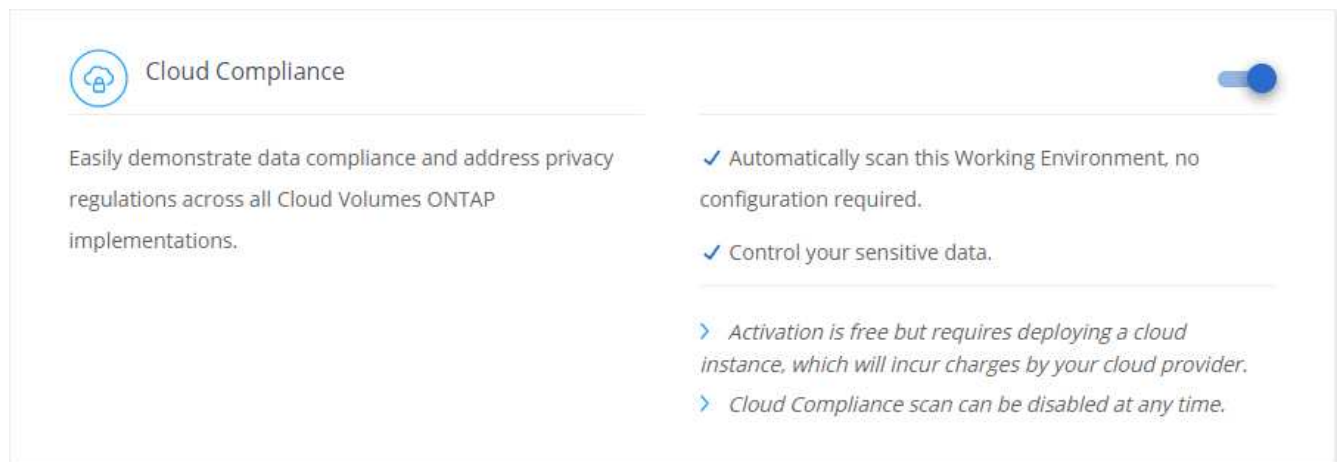 Cloud Compliance
Easily demonstrate data compliance and address privacy
regulations across all Cloud Volumes ONTAP
implementations.
Automatically scan this Working Environment, no
configuration required.
Control your sensitive data.
Activation is free but requires deploying a cloud
instance, which will incur charges by your cloud provider.
Cloud Compliance scan can be disabled at any time.